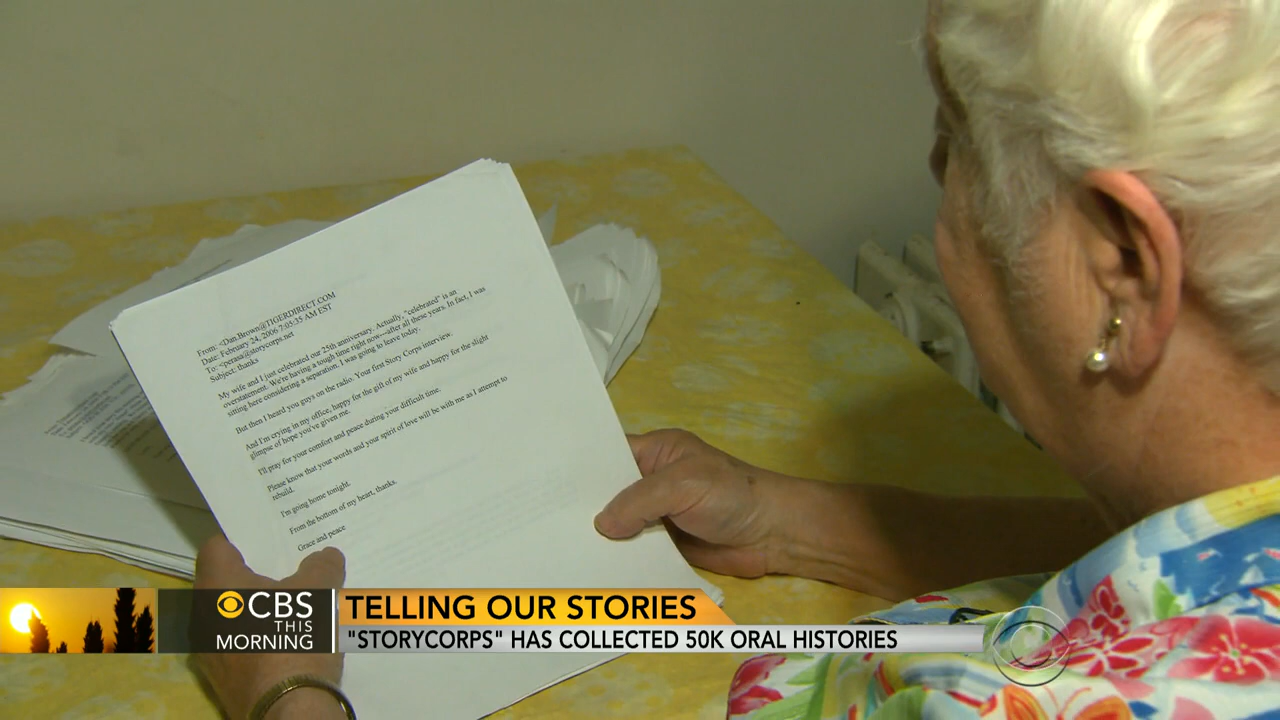 From: <Dan.Brown@TIGERDIRECT.COM
Date: February 24, 2006 7:05:35 AM EST
To: <perasa@storycorps.net
Subject: thanks
My wife and I just celebrated our 25th anniversary. Actually, "celebrated" is an
overstatement. We're having a tough time right now---after all these years. In fact, I was
sitting here considering a separation. I was going to leave today.
But then I heard you guys on the radio. Your first Story Corps interview.
And I'm crying in my office, happy for the gift of my wife and happy for the slight
glimpse of hope you've given me.
I'll pray for your comfort and peace during your difficult time.
Please know that your words and your spirit of love will be with me as I attempt to
rebuild.
I'm going home tonight.
From the bottom of my heart, thanks.
Grace and peace
CBS
THIS
MORNING
TELLING OUR STORIES
"STORYCORPS" HAS COLLECTED 50K ORAL HISTORIES